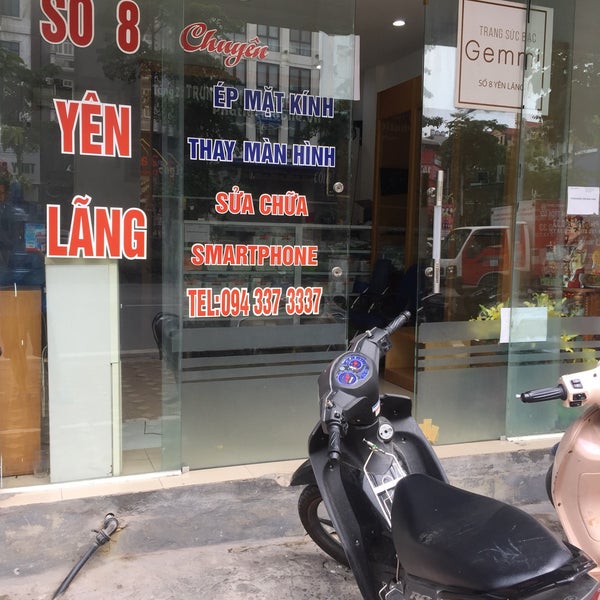 SỐ 8
YÊN
LÃNG
Chuyên
ÉP MẶT KÍNH
THAY MÀN HÌNH
SỬA CHỮA
SMARTPHONE
TEL:094 337 3337
TRANG SỨC BẠC
Gemm
SỐ 8 YÊN LÃNG